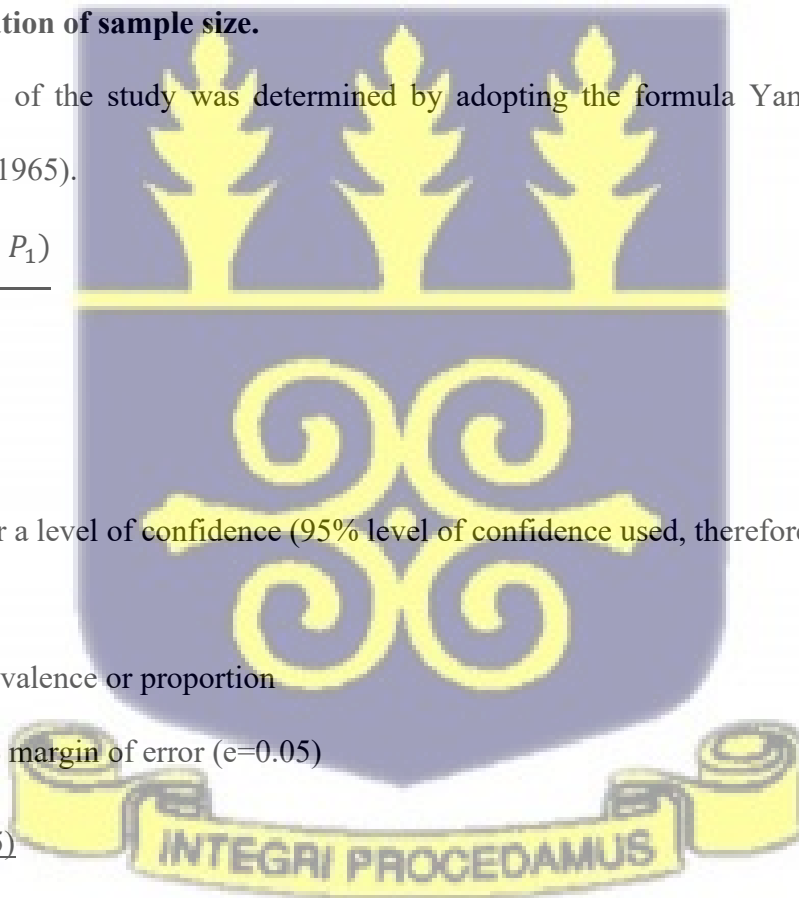 tion of sample size.
of the study was determined by adopting the formula Yan
1965).
P₁)
r a level of confidence (95% level of confidence used, therefore
valence or proportion
margin of error (e=0.05)
)
INTEGRI PROCEDAMUS